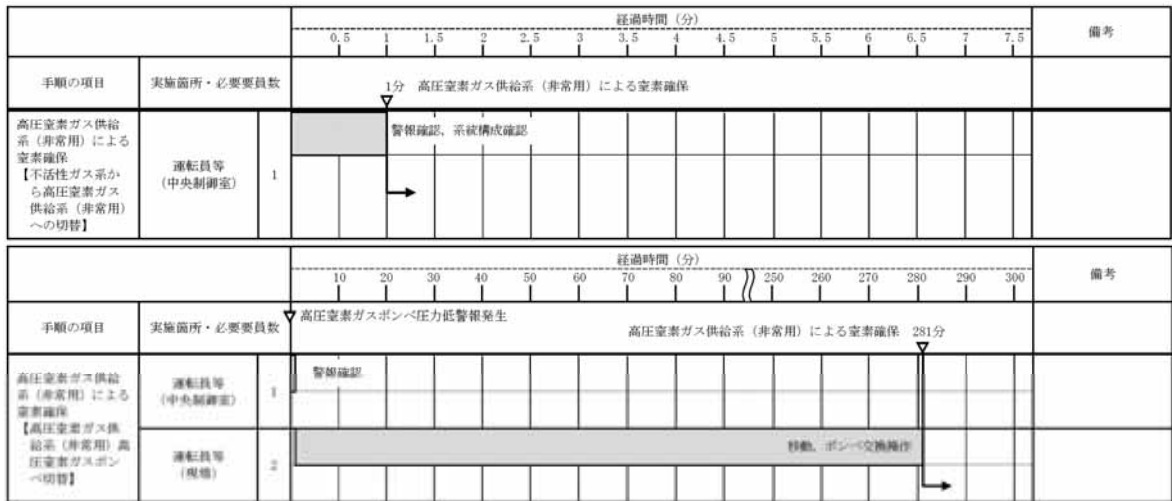 経過時間（分）
備考
0.5 1 1.5 2 2.5 3 3.5 4 4.5 5 5.5 6 6.5 7 7.5
手順の項目
実施箇所・必要要員数
1分 高圧窒素ガス供給系（非常用）による窒素確保
高圧窒素ガス供給
系（非常用）による
窒素確保
【不活性ガス系か
ら高圧窒素ガス
供給系（非常用）
への切替】
運転員等
（中央制御室）
1
警報確認、系統構成確認
経過時間（分）
備考
10 20 30 40 50 60 70 80 90 250 260 270 280 290 300
手順の項目
実施箇所・必要要員数
高圧窒素ガスボンベ圧力低警報発生
高圧窒素ガス供給系（非常用）による窒素確保 281分
高圧窒素ガス供給
系（非常用）による
窒素確保
【高圧窒素ガス供
給系（非常用）高
圧窒素ガスボン
ベ切替】
運転員等
（中央制御室）
1
警報確認
運転員等
（現場）
2
移動、ボンベ交換操作